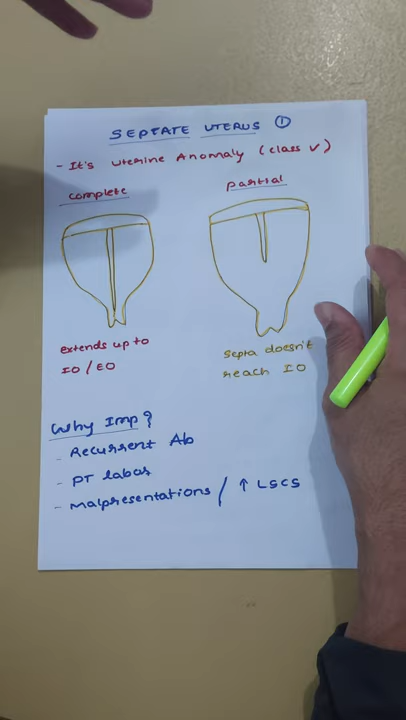 SEPTATE UTERUS ①
- It's uterine Anomaly (class V)
complete
partial
extends up to
IO / EO
septa doesn't
reach IO
Why Imp?
- Recurrent Ab
- PT labor
- Malpresentations / ↑ LSCS